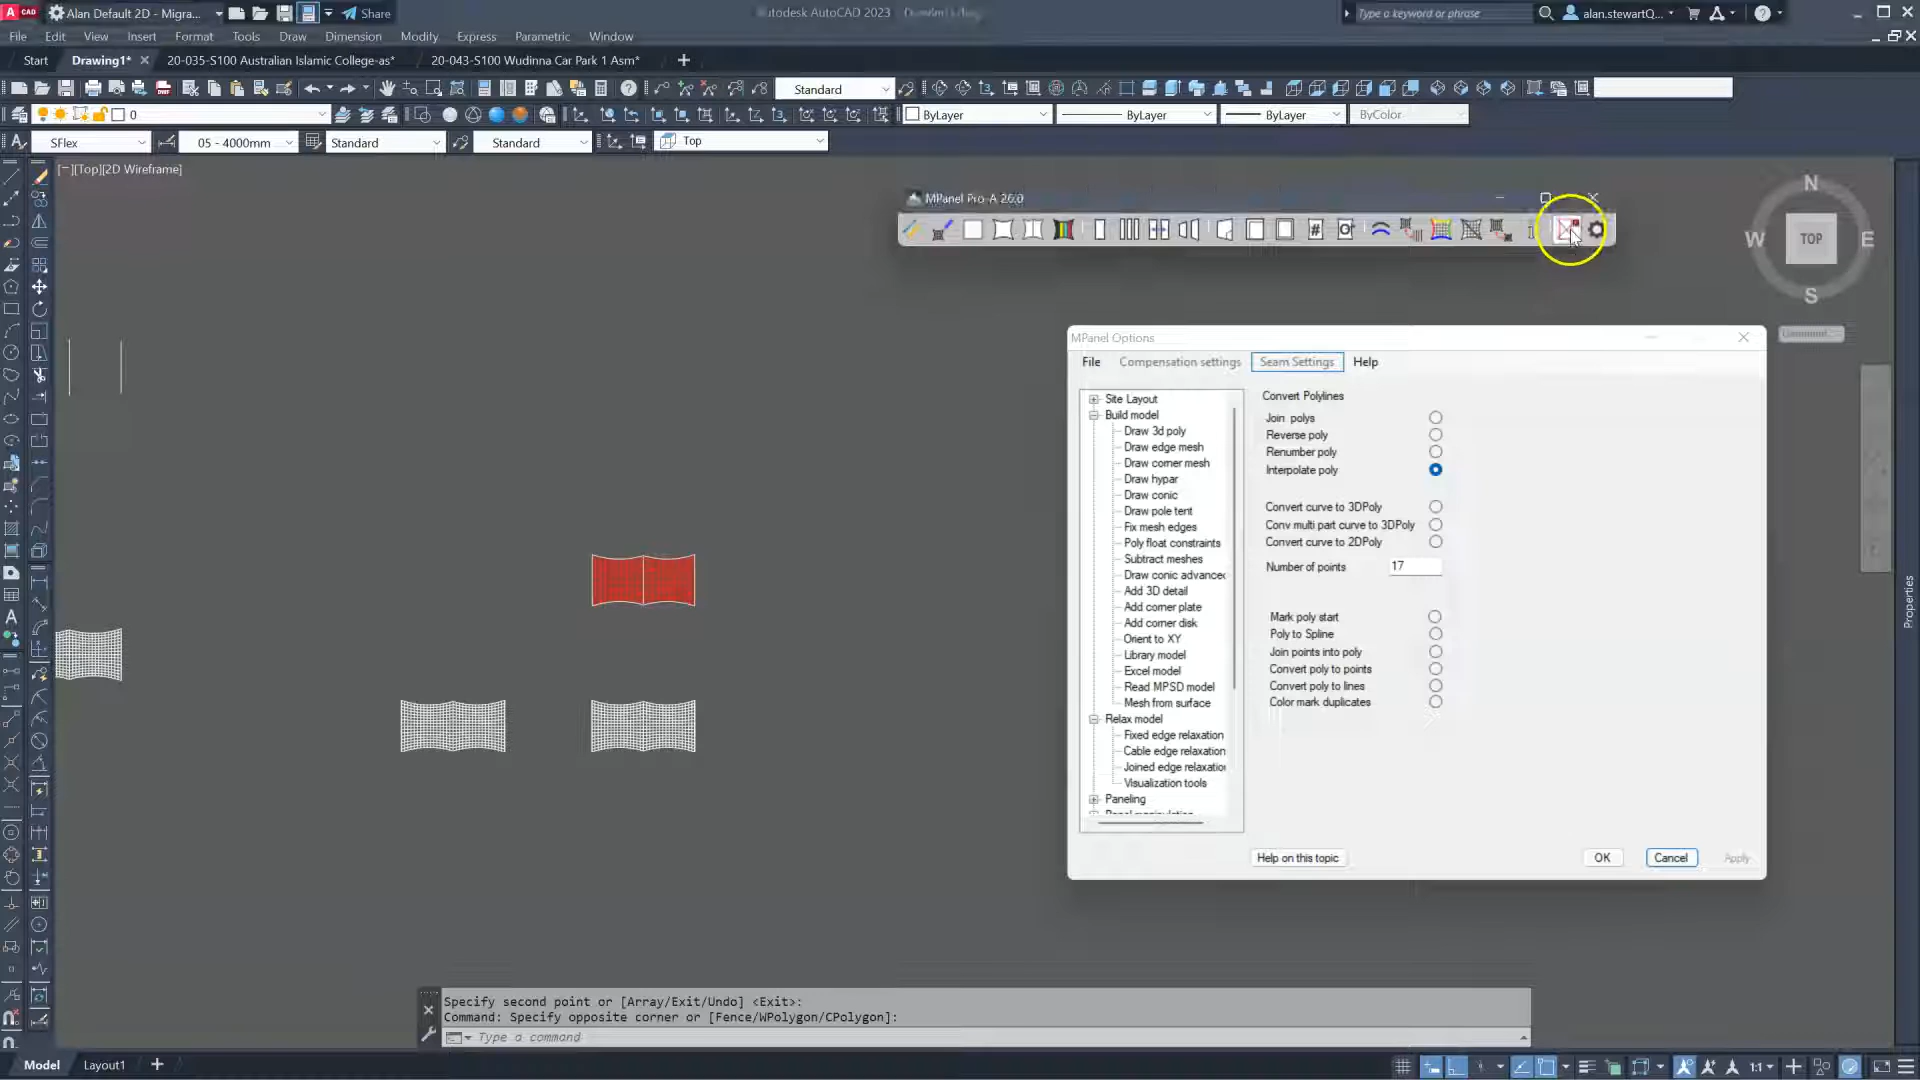 A CAD Alan Default 2D - Migra... Share Autodesk AutoCAD 2023 Type a keyword or phrase alan.stewartQ...
File Edit View Insert Format Tools Draw Dimension Modify Express Parametric Window
Start Drawing1* 20-035-S100 Australian Islamic College-as* 20-043-S100 Wudinna Car Park 1 Asm*
Standard
0 ByLayer ByLayer ByLayer ByColor
SFlex 05 - 4000mm Standard Standard Top
[−][Top][2D Wireframe]
MPanel Pro-A 20.0
N
W TOP E
S
MPanel Options
File Compensation settings Seam Settings Help
Site Layout
Build model
Draw 3d poly
Draw edge mesh
Draw corner mesh
Draw hypar
Draw conic
Draw pole tent
Fix mesh edges
Poly float constraints
Subtract meshes
Draw conic advanced
Add 3D detail
Add corner plate
Add corner disk
Orient to XY
Library model
Excel model
Read MPSD model
Mesh from surface
Relax model
Fixed edge relaxation
Cable edge relaxation
Joined edge relaxation
Visualization tools
Paneling
Panel manipulation
Convert Polylines
Join polys
Reverse poly
Renumber poly
Interpolate poly
Convert curve to 3DPoly
Conv multi part curve to 3DPoly
Convert curve to 2DPoly
Number of points 17
Mark poly start
Poly to Spline
Join points into poly
Convert poly to points
Convert poly to lines
Color mark duplicates
Help on this topic OK Cancel Apply
Properties
Specify second point or [Array/Exit/Undo] <Exit>:
Command: Specify opposite corner or [Fence/WPolygon/CPolygon]:
Type a command
Model Layout1 1:1